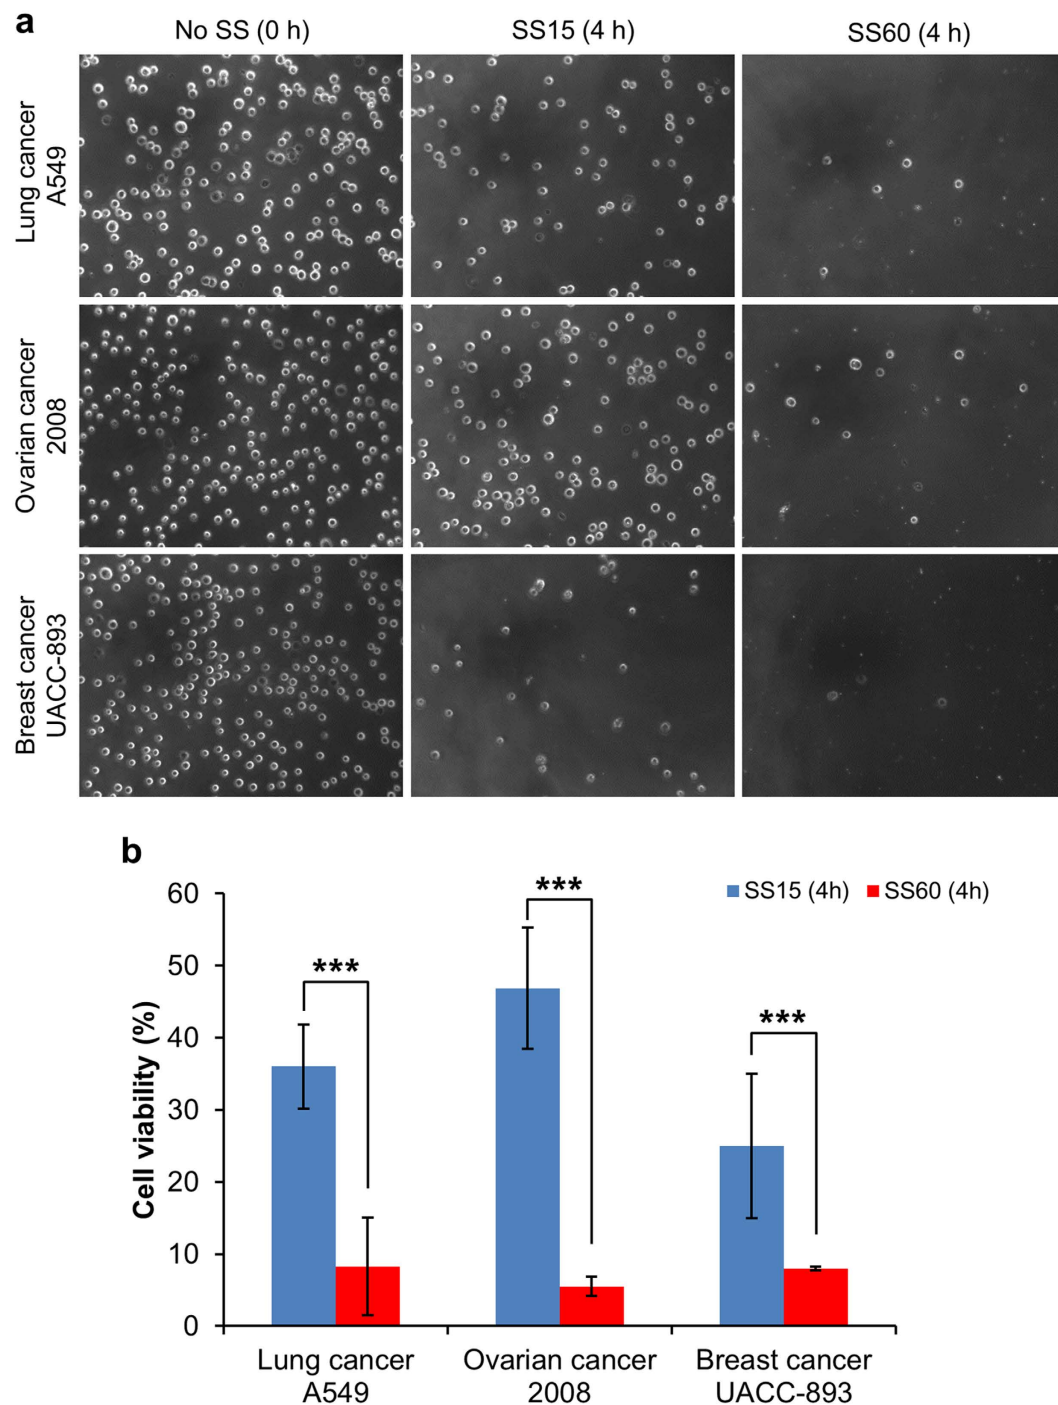 a
No SS (0 h)
SS15 (4 h)
SS60 (4 h)
Lung cancer
A549
Ovarian cancer
2008
Breast cancer
UACC-893
b
SS15 (4h)
SS60 (4h)
Cell viability (%)
60
50
40
30
20
10
0
***
***
***
Lung cancer
A549
Ovarian cancer
2008
Breast cancer
UACC-893